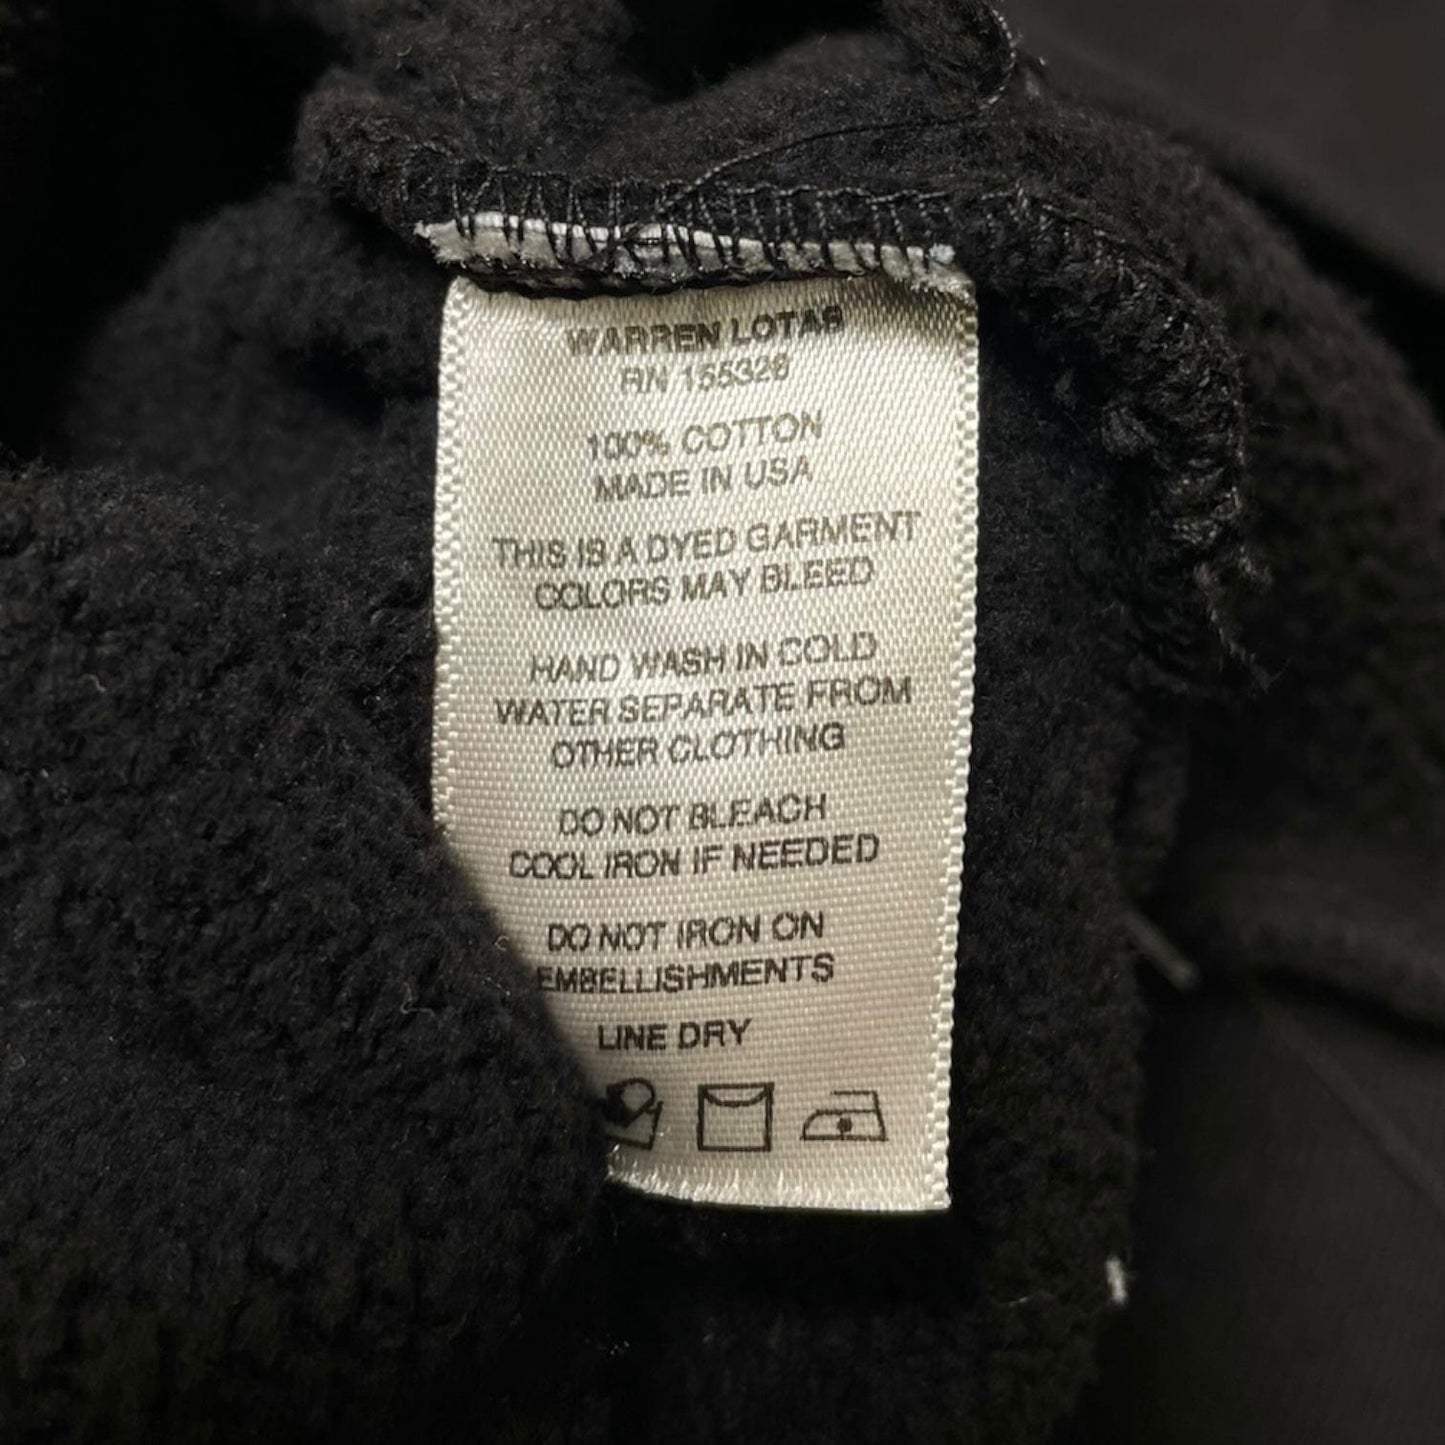 WARREN LOTAS
RN 155326
100% COTTON
MADE IN USA
THIS IS A DYED GARMENT
COLORS MAY BLEED
HAND WASH IN COLD
WATER SEPARATE FROM
OTHER CLOTHING
DO NOT BLEACH
COOL IRON IF NEEDED
DO NOT IRON ON
EMBELLISHMENTS
LINE DRY